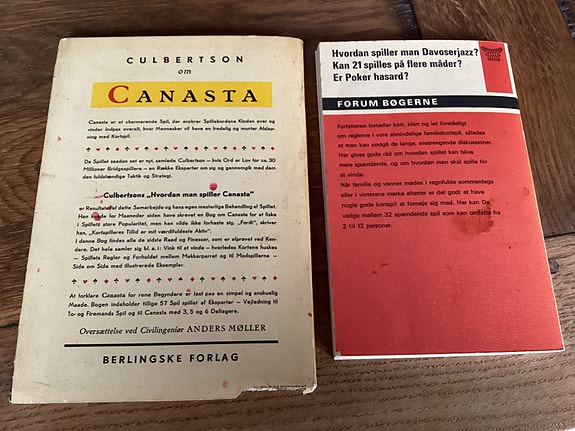 CULBERTSON
om
CANASTA
Canasta er et charmerende Spil, der erobrer Spillebordene Kloden over og
vinder Indpas overalt, hvor Mennesker vil have en fredelig og munter Afslap-
ning med Kortspil.
Da Spillet saadan set er nyt, samlede Culbertson – hvis Ord er Lov for ca. 30
Millioner Bridgespillere – en Række Eksperter om sig og gennemgik med dem
den fuldstændige Taktik og Strategi.
Culbertsons „Hvordan man spiller Canasta"
er Resultatet af dette Samarbejde og hans egen mesterlige Behandling af Spillet.
Han kunde for Maaneder siden have skrevet en Bog om Canasta for at fiske
i Spillets store Popularitet, men han vilde ikke forhaste sig. „Fordi", skriver
han, „Kortspilleres Tillid er mit værdifuldeste Aktiv".
I denne Bog findes alle de sidste Raad og Finesser, som er afprøvet ved Ken-
dere. Det hele samler sig bl. a. i: Vink til at vinde – hvorledes Kortene huskes
– Spillets Regler og Forholdet mellem Makkerparret og til Modspillerne –
Side om Side med illustrerede Eksempler.
At forklare Canasta for rene Begyndere er løst paa en simpel og enskuelig
Maade. Bogen indeholder tillige 57 Spil spillet af Eksperter – Vejledning til
To- og Firemands Spil og til Canasta med 3, 5 og 6 Deltagere.
Oversættelse ved Civilingeniør ANDERS MØLLER
BERLINGSKE FORLAG
Hvordan spiller man Davoserjazz?
Kan 21 spilles på flere måder?
Er Poker hasard?
FORUM BØGERNE
Forfatteren fortæller kort, klart og let forståeligt
om reglerne i vore almindelige familiekortspil, således
at man kan undgå de lange, enstrengende diskussioner.
Her gives gode råd om hvordan spillet kan blive
mere spændende, og om hvordan man skal spille for
at vinde.
Når familie og venner mødes i regnfulde sommerdage
eller i vinterens mørke aftener er det godt at have
nogle gode kortspil at fornøje sig med. Her kan De
vælge mellem 32 spændende spil som kan omfatte fra
2 til 12 personer.